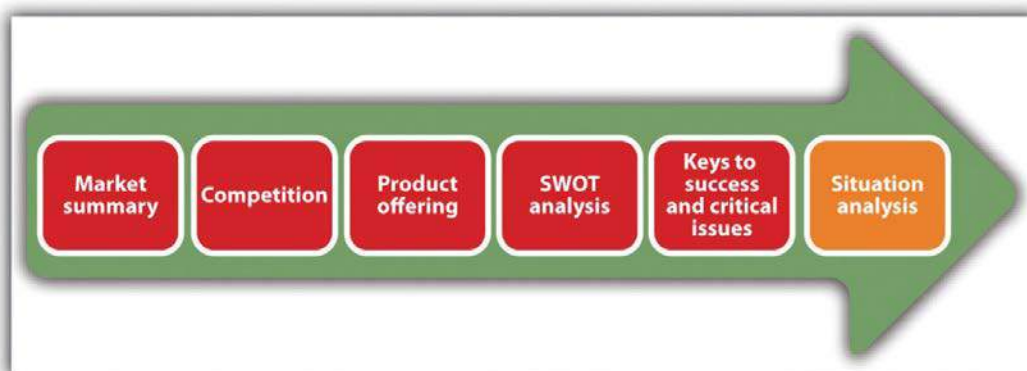 Market
summary
Competition
Product
offering
SWOT
analysis
Keys to
success
and critical
issues
Situation
analysis